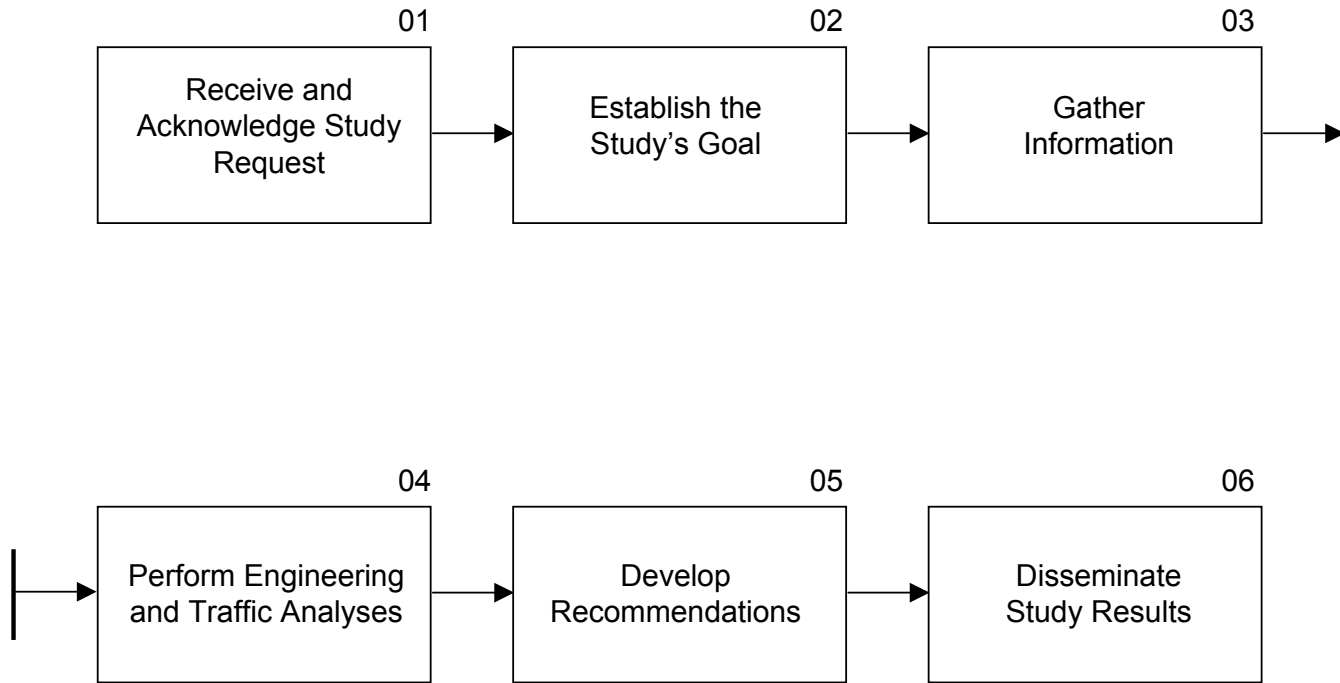 01
Receive and
Acknowledge Study
Request
02
Establish the
Study’s Goal
03
Gather
Information
04
Perform Engineering
and Traffic Analyses
05
Develop
Recommendations
06
Disseminate
Study Results